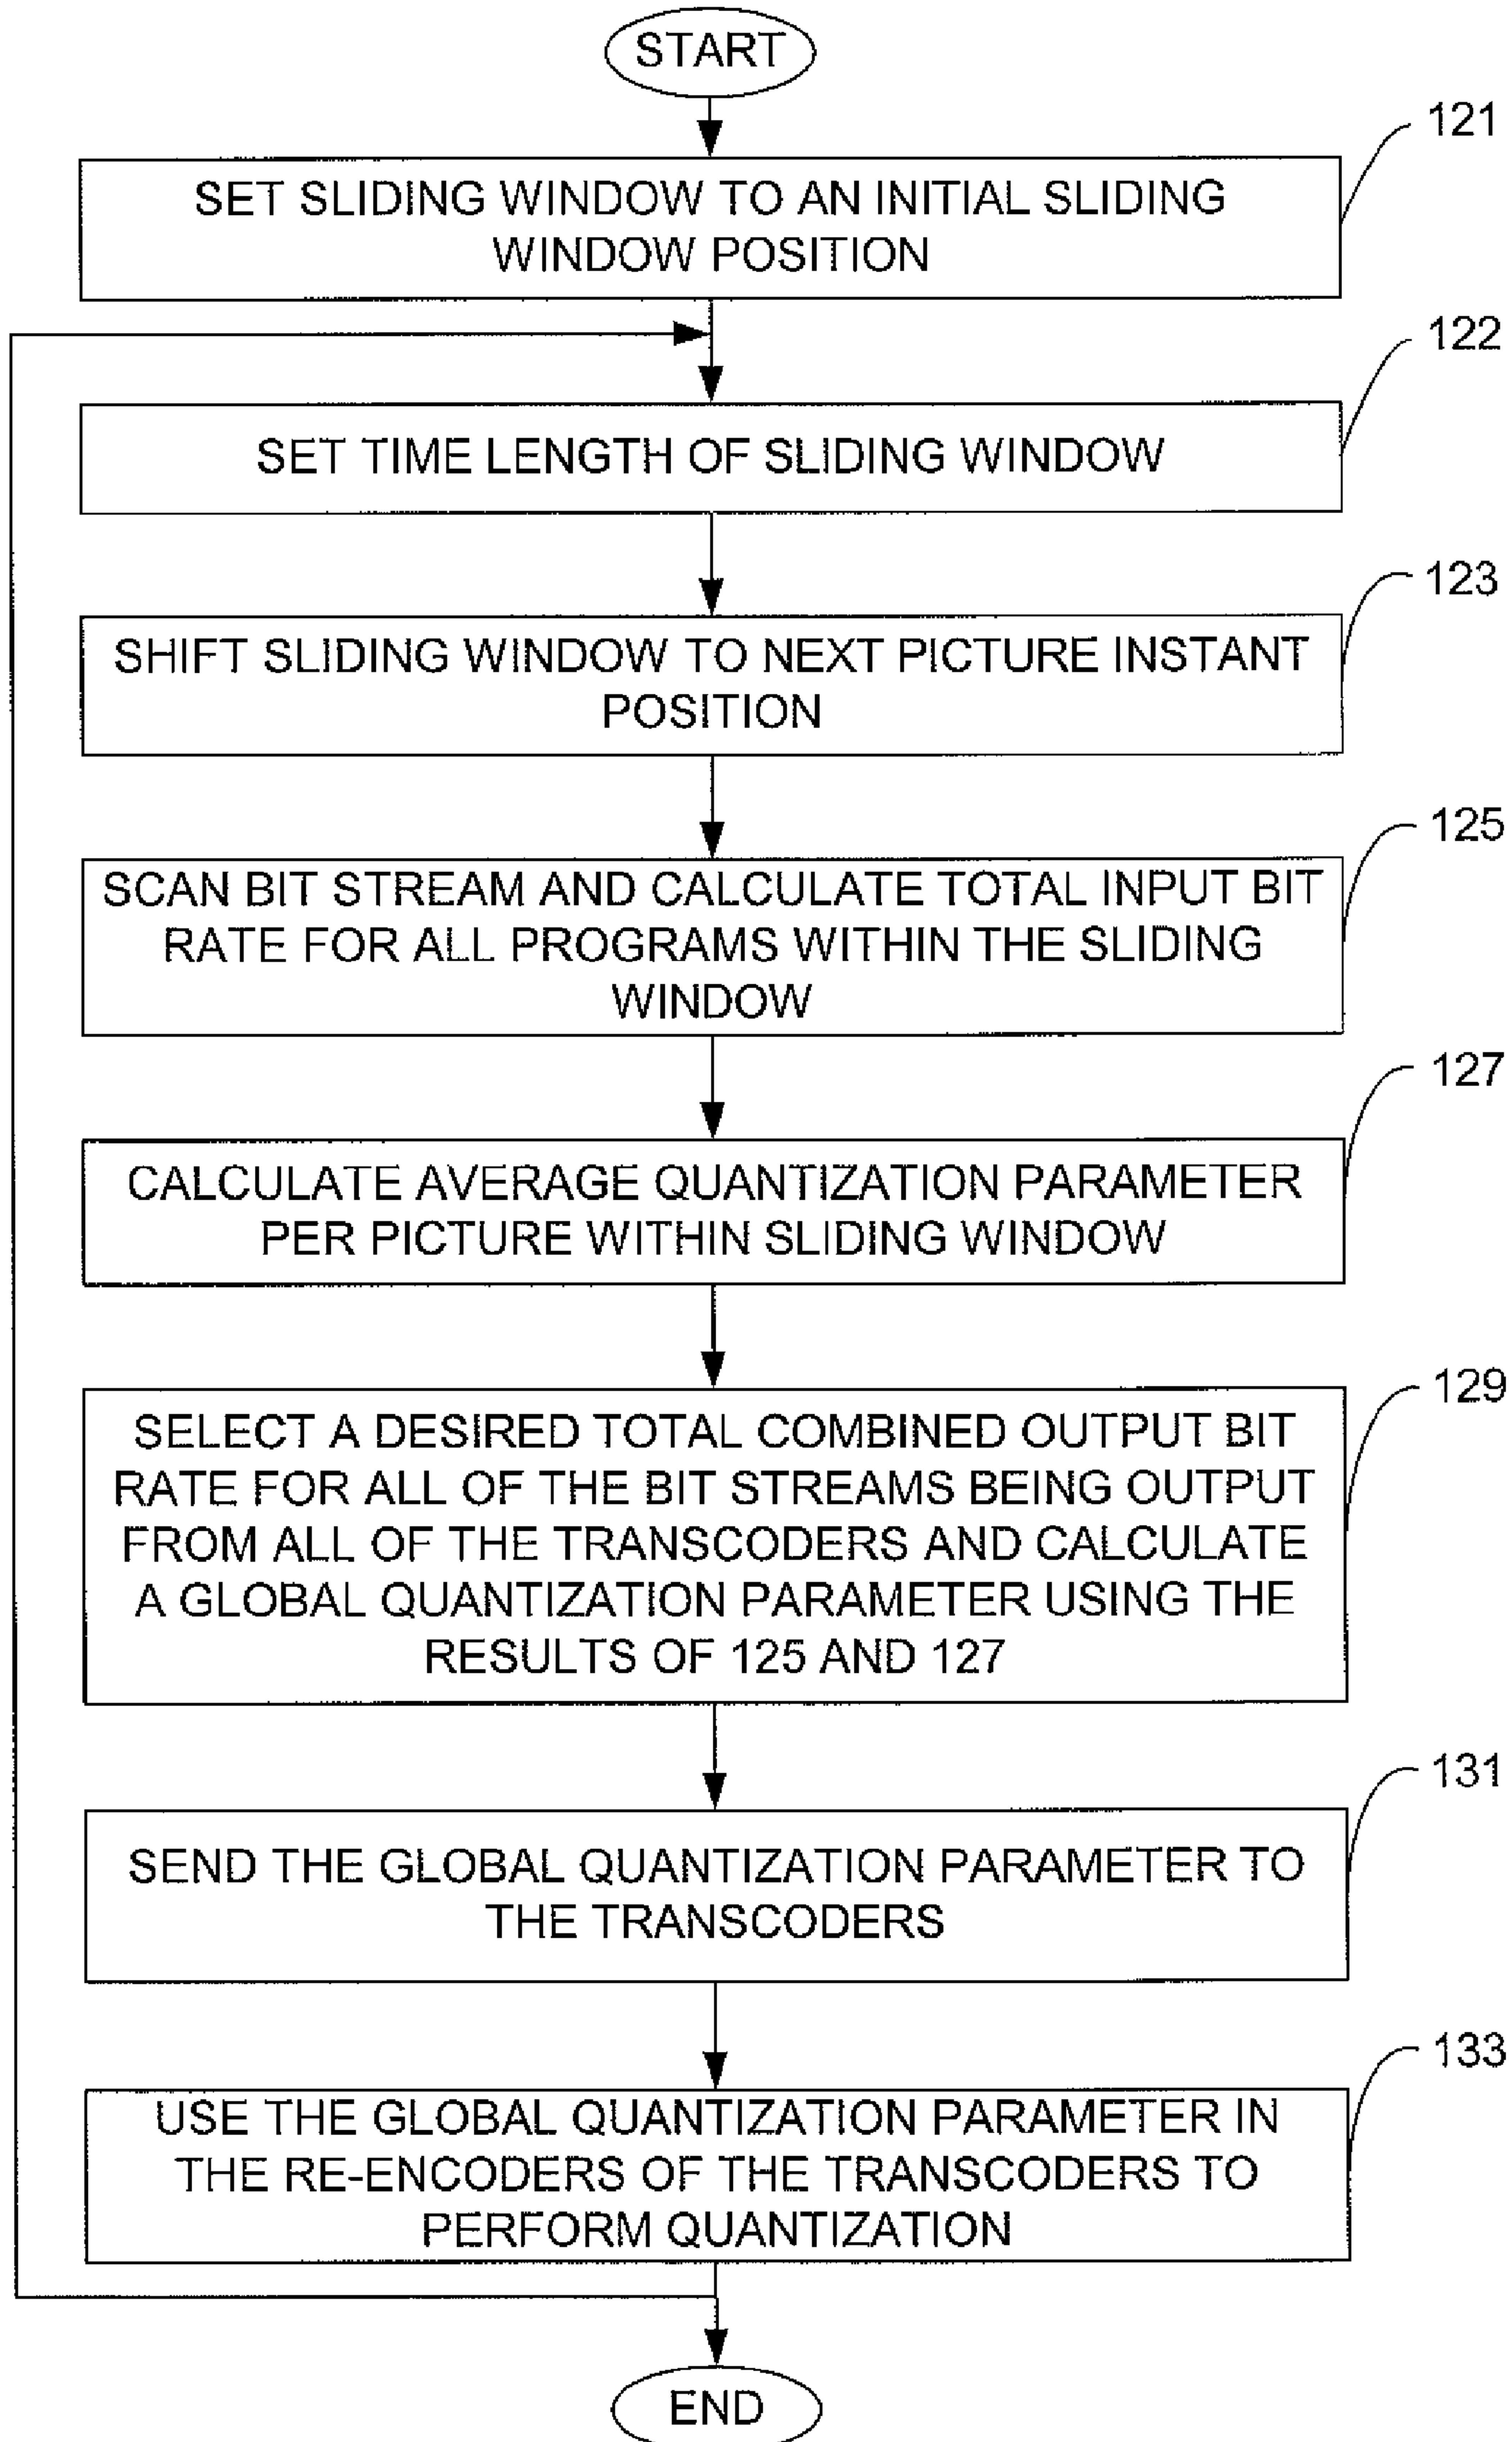 START
121
SET SLIDING WINDOW TO AN INITIAL SLIDING
WINDOW POSITION
122
SET TIME LENGTH OF SLIDING WINDOW
123
SHIFT SLIDING WINDOW TO NEXT PICTURE INSTANT
POSITION
125
SCAN BIT STREAM AND CALCULATE TOTAL INPUT BIT
RATE FOR ALL PROGRAMS WITHIN THE SLIDING
WINDOW
127
CALCULATE AVERAGE QUANTIZATION PARAMETER
PER PICTURE WITHIN SLIDING WINDOW
129
SELECT A DESIRED TOTAL COMBINED OUTPUT BIT
RATE FOR ALL OF THE BIT STREAMS BEING OUTPUT
FROM ALL OF THE TRANSCODERS AND CALCULATE
A GLOBAL QUANTIZATION PARAMETER USING THE
RESULTS OF 125 AND 127
131
SEND THE GLOBAL QUANTIZATION PARAMETER TO
THE TRANSCODERS
133
USE THE GLOBAL QUANTIZATION PARAMETER IN
THE RE-ENCODERS OF THE TRANSCODERS TO
PERFORM QUANTIZATION
END